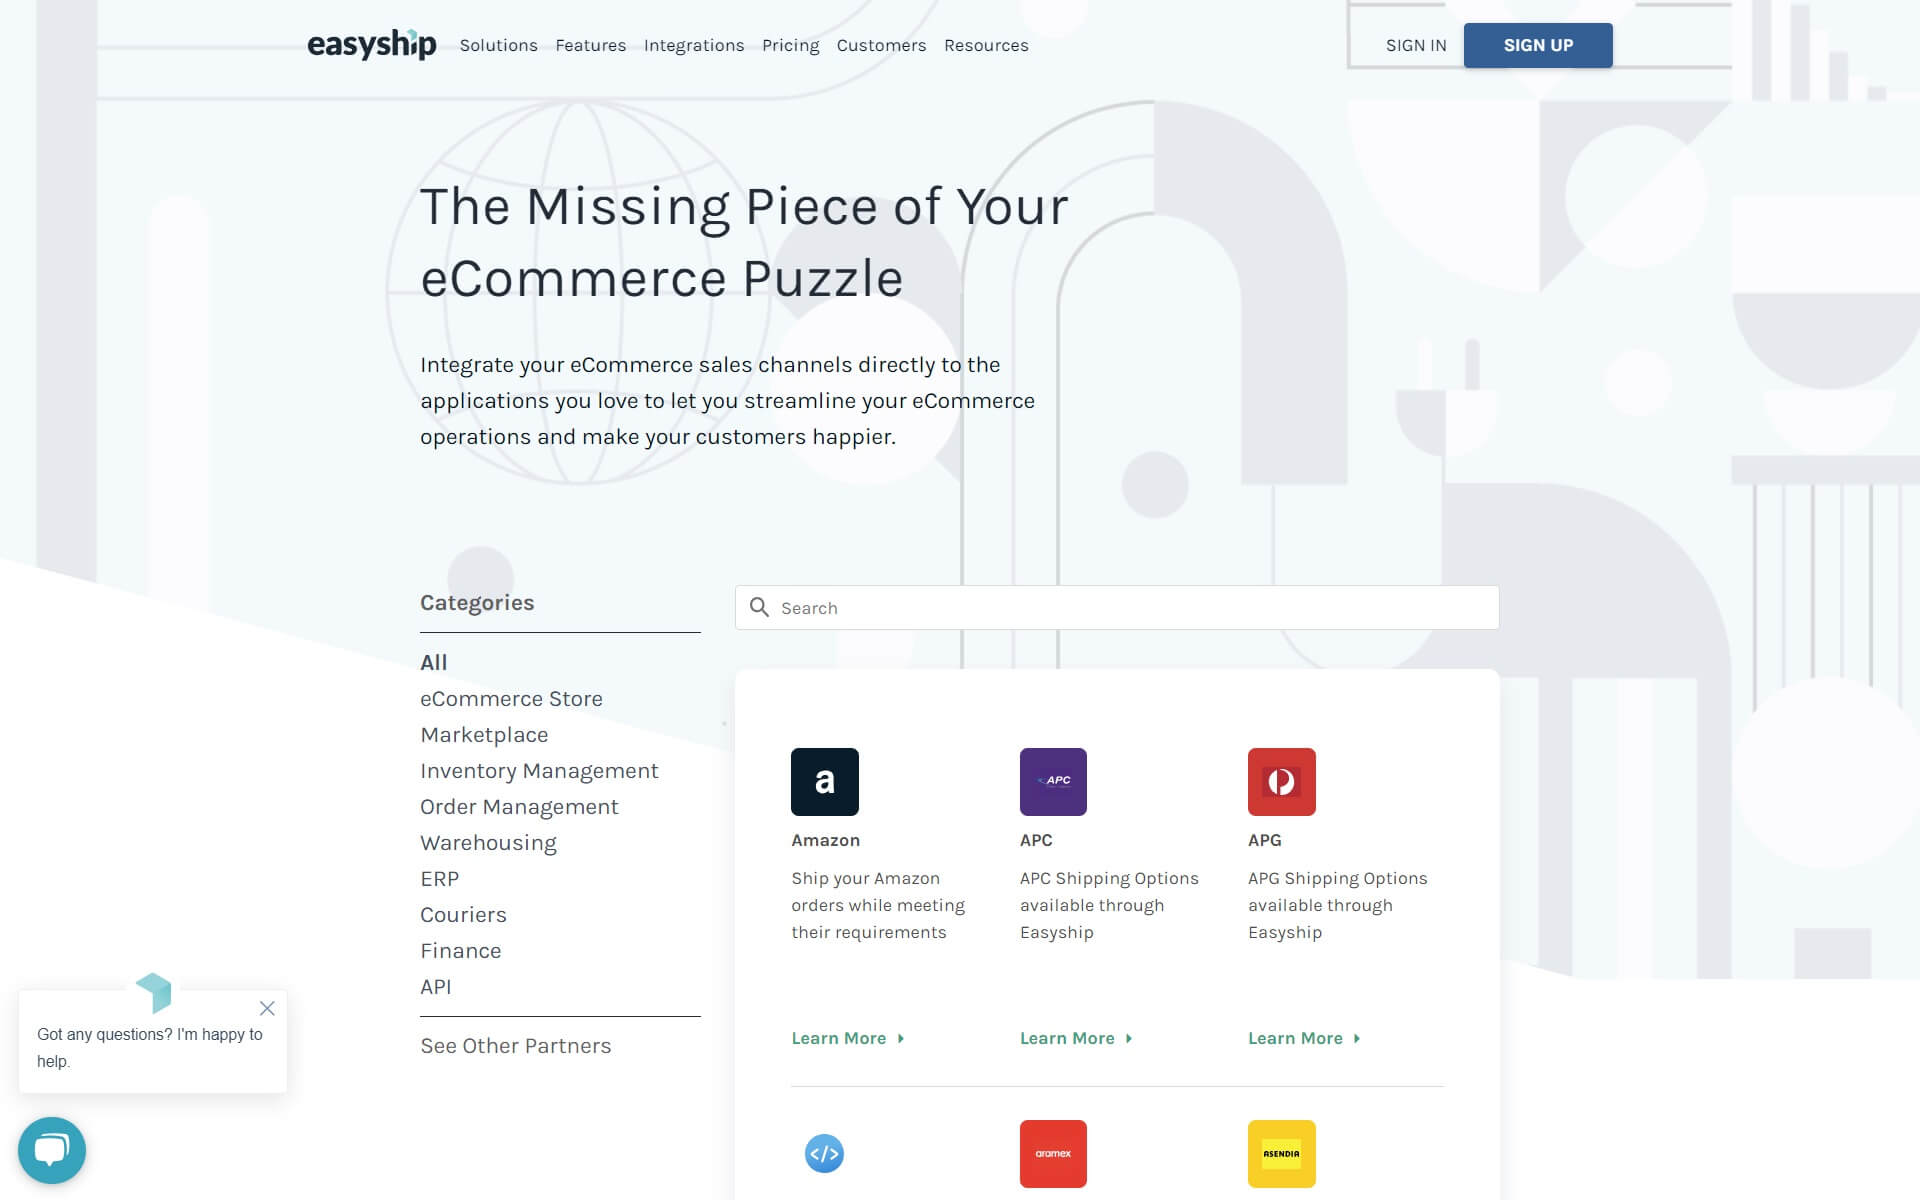 easyship Solutions Features Integrations Pricing Customers Resources SIGN IN SIGN UP
The Missing Piece of Your
eCommerce Puzzle
Integrate your eCommerce sales channels directly to the
applications you love to let you streamline your eCommerce
operations and make your customers happier.
Categories
All
eCommerce Store
Marketplace
Inventory Management
Order Management
Warehousing
ERP
Couriers
Finance
API
See Other Partners
Search
a
Amazon
Ship your Amazon
orders while meeting
their requirements
Learn More
APC
APC
APC Shipping Options
available through
Easyship
Learn More
APG
APG Shipping Options
available through
Easyship
Learn More
</>
aramex
ASENDIA
Got any questions? I'm happy to
help.